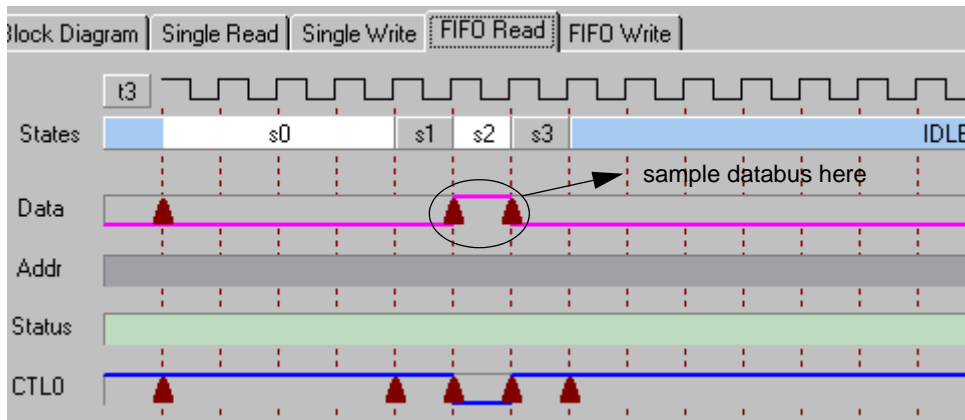 Block Diagram Single Read Single Write FIFO Read FIFO Write
t3
States s0 s1 s2 s3 IDLE
sample databus here
Data
Addr
Status
CTL0